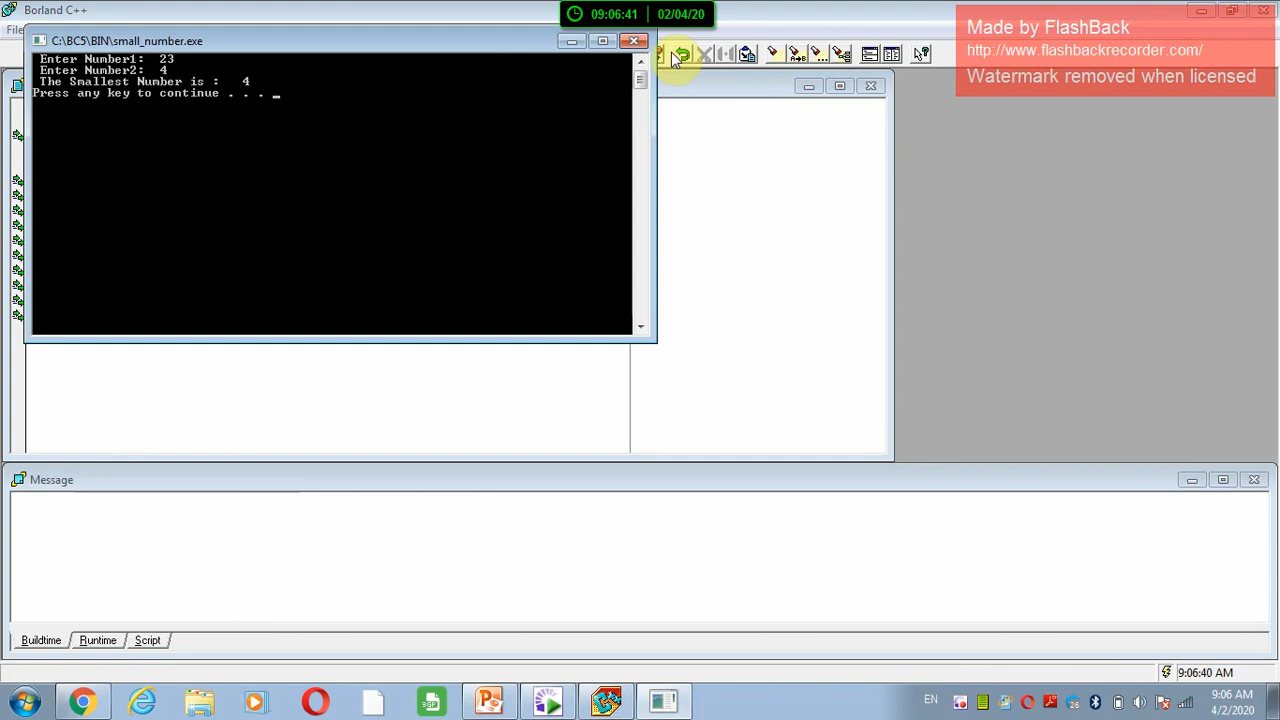 Borland C++
09:06:41 02/04/20
Made by FlashBack
http://www.flashbackrecorder.com/
Watermark removed when licensed
File
C:\BC5\BIN\small_number.exe
Enter Number1: 23
Enter Number2: 4
The Smallest Number is : 4
Press any key to continue . . . _
Message
Buildtime Runtime Script
9:06:40 AM
EN
9:06 AM
4/2/2020